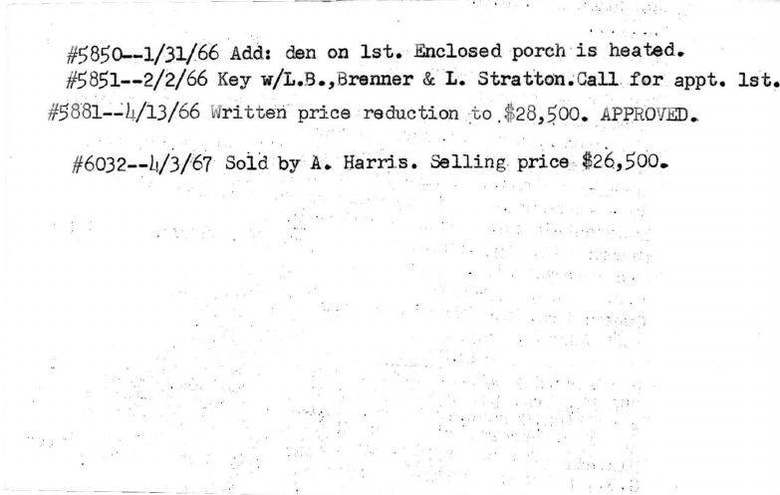 #5850--1/31/66 Add: den on 1st. Enclosed porch is heated.
#5851--2/2/66 Key w/L.B.,Brenner & L. Stratton.Call for appt. 1st.
#5881--4/13/66 Written price reduction to $28,500. APPROVED.
#6032--4/3/67 Sold by A. Harris. Selling price $26,500.